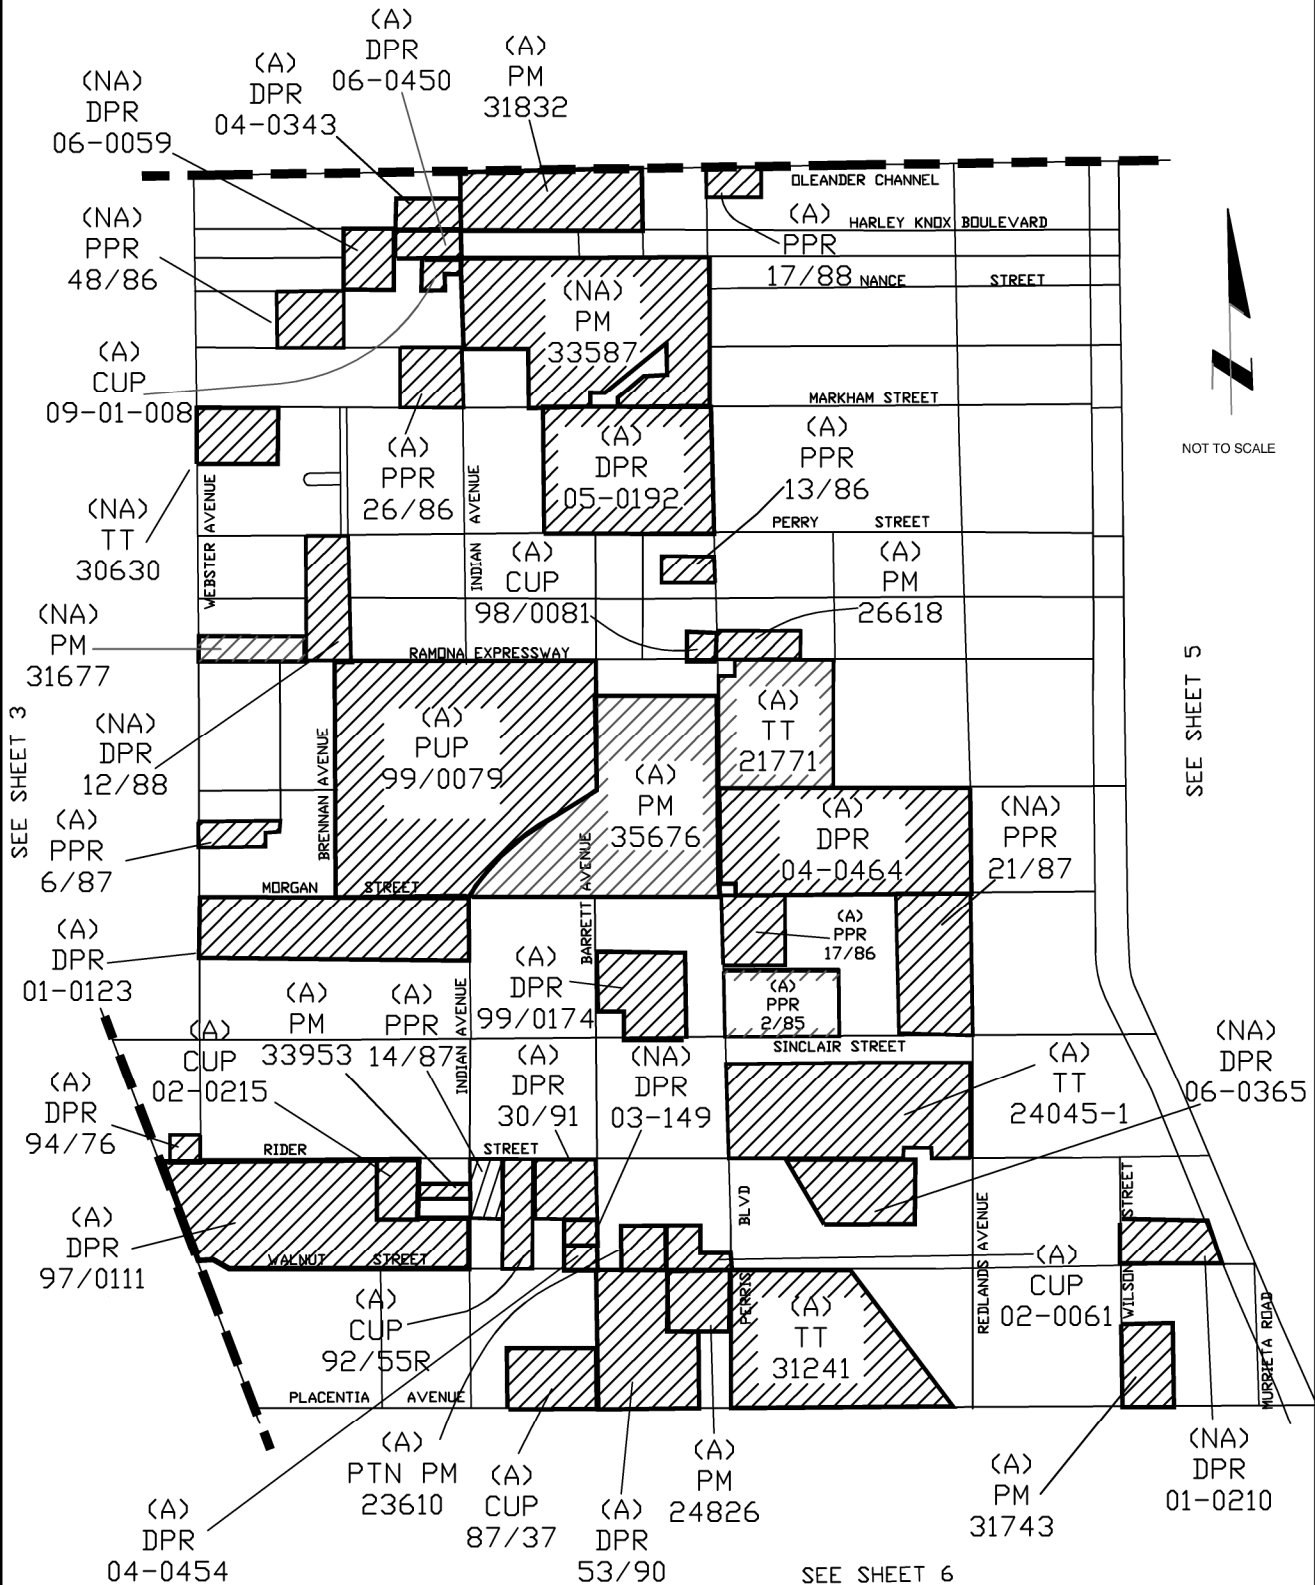 (A)
DPR
06-0450
(A)
PM
31832
(A)
DPR
04-0343
(NA)
DPR
06-0059
OLEANDER CHANNEL
(NA)
PPR
48/86
(A)
PPR
17/88
HARLEY KNOX BOULEVARD
NANCE STREET
(NA)
PM
33587
(A)
CUP
09-01-008
MARKHAM STREET
NOT TO SCALE
(A)
PPR
26/86
(A)
DPR
05-0192
(A)
PPR
13/86
WEBSTER AVENUE
INDIAN AVENUE
PERRY STREET
(NA)
TT
30630
(A)
CUP
98/0081
(A)
PM
26618
(NA)
PM
31677
RAMONA EXPRESSWAY
SEE SHEET 3
SEE SHEET 5
(NA)
DPR
12/88
BRENNAN AVENUE
(A)
PUP
99/0079
(A)
PM
35676
(A)
TT
21771
(A)
PPR
6/87
(A)
DPR
04-0464
(NA)
PPR
21/87
BARRETT AVENUE
MORGAN STREET
(A)
DPR
01-0123
(A)
PPR
17/86
(A)
PPR
2/85
(A)
DPR
99/0174
(A)
PM
33953
(A)
PPR
14/87
INDIAN AVENUE
(A)
CUP
02-0215
SINCLAIR STREET
(A)
DPR
30/91
(NA)
DPR
03-149
(A)
TT
24045-1
(NA)
DPR
06-0365
(A)
DPR
94/76
RIDER STREET
(A)
DPR
97/0111
WALNUT STREET
PERRIS BLVD
REDLANDS AVENUE
WILSON STREET
MURRIETA ROAD
(A)
CUP
02-0061
(A)
CUP
92/55R
(A)
TT
31241
PLACENTIA AVENUE
(A)
PTN PM
23610
(A)
CUP
87/37
(A)
DPR
53/90
(A)
PM
24826
(A)
PM
31743
(NA)
DPR
01-0210
(A)
DPR
04-0454
SEE SHEET 6